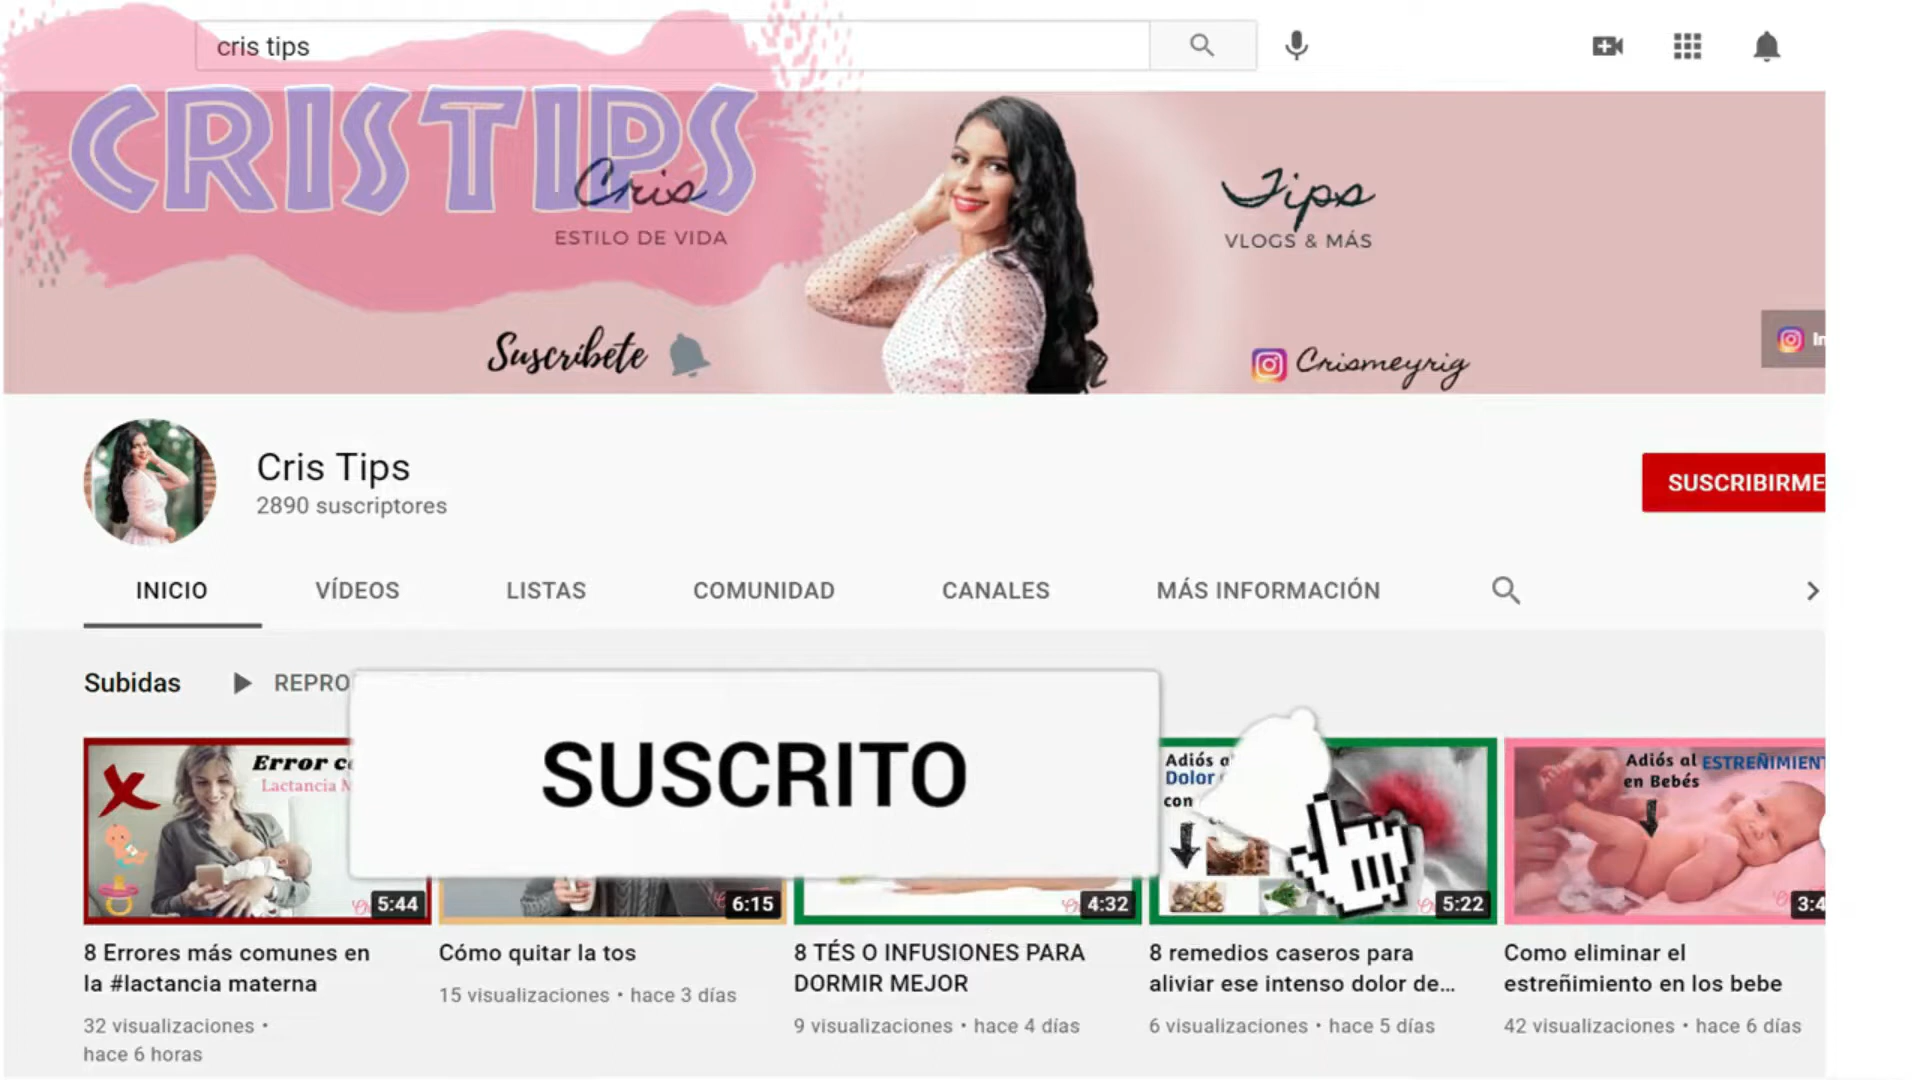 cris tips
CRISTIPS
Cris
ESTILO DE VIDA
Tips
VLOGS & MÁS
Suscríbete
Crismeyrig
Cris Tips
2890 suscriptores
SUSCRIBIRME
INICIO
VÍDEOS
LISTAS
COMUNIDAD
CANALES
MÁS INFORMACIÓN
Subidas
REPRO
SUSCRITO
Error
Lactancia
5:44
6:15
4:32
Adiós
Dolor
con
5:22
Adiós al ESTREÑIMIENT
en Bebés
3:4
8 Errores más comunes en
la #lactancia materna
32 visualizaciones •
hace 6 horas
Cómo quitar la tos
15 visualizaciones • hace 3 días
8 TÉS O INFUSIONES PARA
DORMIR MEJOR
9 visualizaciones • hace 4 días
8 remedios caseros para
aliviar ese intenso dolor de...
6 visualizaciones • hace 5 días
Como eliminar el
estreñimiento en los bebe
42 visualizaciones • hace 6 días